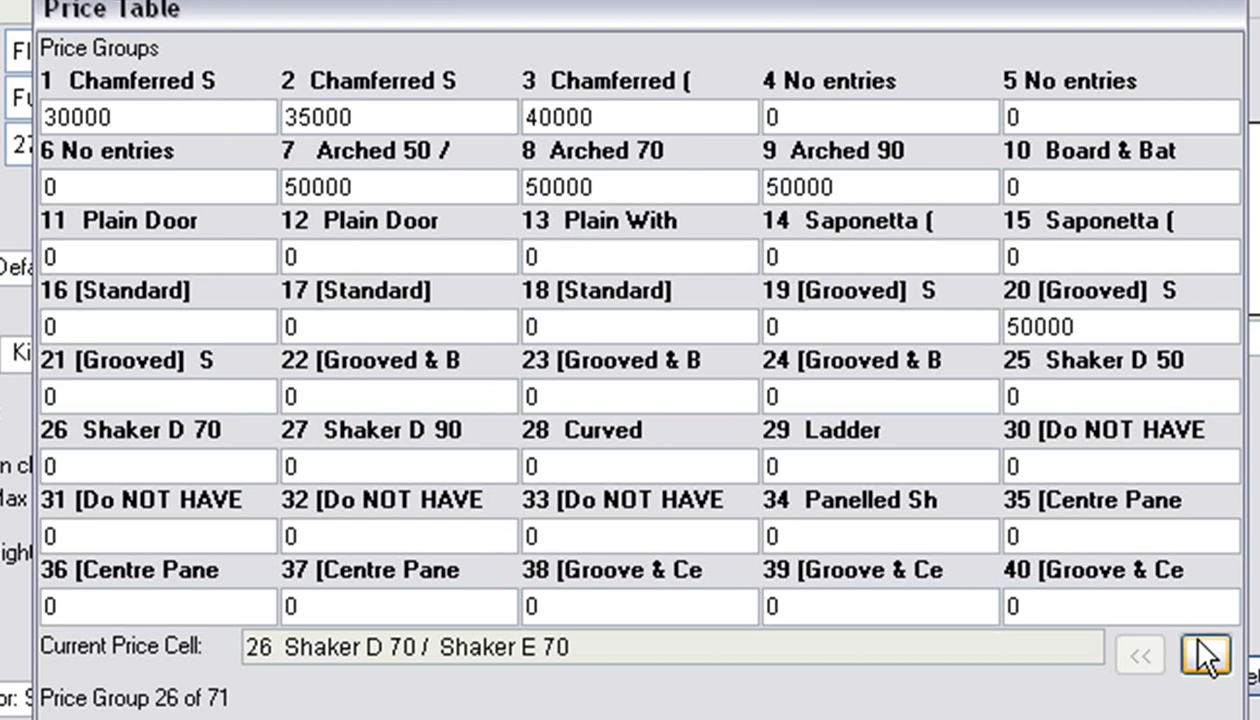 Price Table
Price Groups
1 Chamferred S 2 Chamferred S 3 Chamferred ( 4 No entries 5 No entries
30000 35000 40000 0 0
6 No entries 7 Arched 50 / 8 Arched 70 9 Arched 90 10 Board & Bat
0 50000 50000 50000 0
11 Plain Door 12 Plain Door 13 Plain With 14 Saponetta ( 15 Saponetta (
0 0 0 0 0
16 [Standard] 17 [Standard] 18 [Standard] 19 [Grooved] S 20 [Grooved] S
0 0 0 0 50000
21 [Grooved] S 22 [Grooved & B 23 [Grooved & B 24 [Grooved & B 25 Shaker D 50
0 0 0 0 0
26 Shaker D 70 27 Shaker D 90 28 Curved 29 Ladder 30 [Do NOT HAVE
0 0 0 0 0
31 [Do NOT HAVE 32 [Do NOT HAVE 33 [Do NOT HAVE 34 Panelled Sh 35 [Centre Pane
0 0 0 0 0
36 [Centre Pane 37 [Centre Pane 38 [Groove & Ce 39 [Groove & Ce 40 [Groove & Ce
0 0 0 0 0
Current Price Cell: 26 Shaker D 70 / Shaker E 70 <<
Price Group 26 of 71